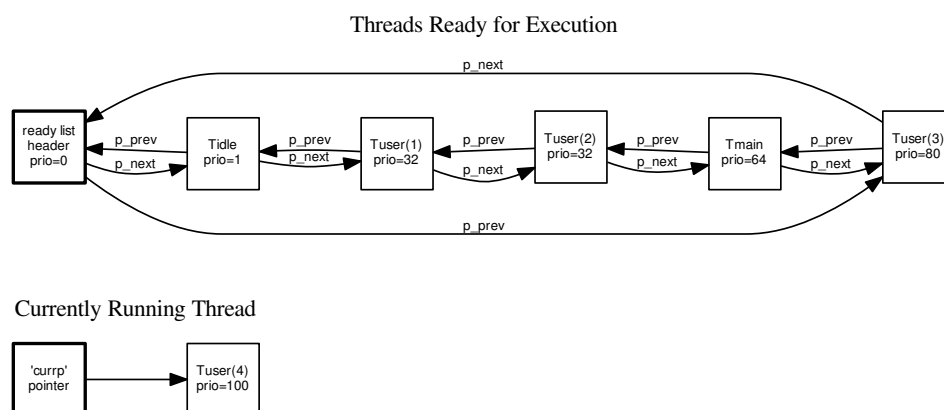 Threads Ready for Execution
p_next
ready list
header
prio=0
p_prev
p_next
Tidle
prio=1
p_prev
p_next
Tuser(1)
prio=32
p_prev
p_next
Tuser(2)
prio=32
p_prev
p_next
Tmain
prio=64
p_prev
p_next
Tuser(3)
prio=80
p_prev
Currently Running Thread
'currp'
pointer
Tuser(4)
prio=100